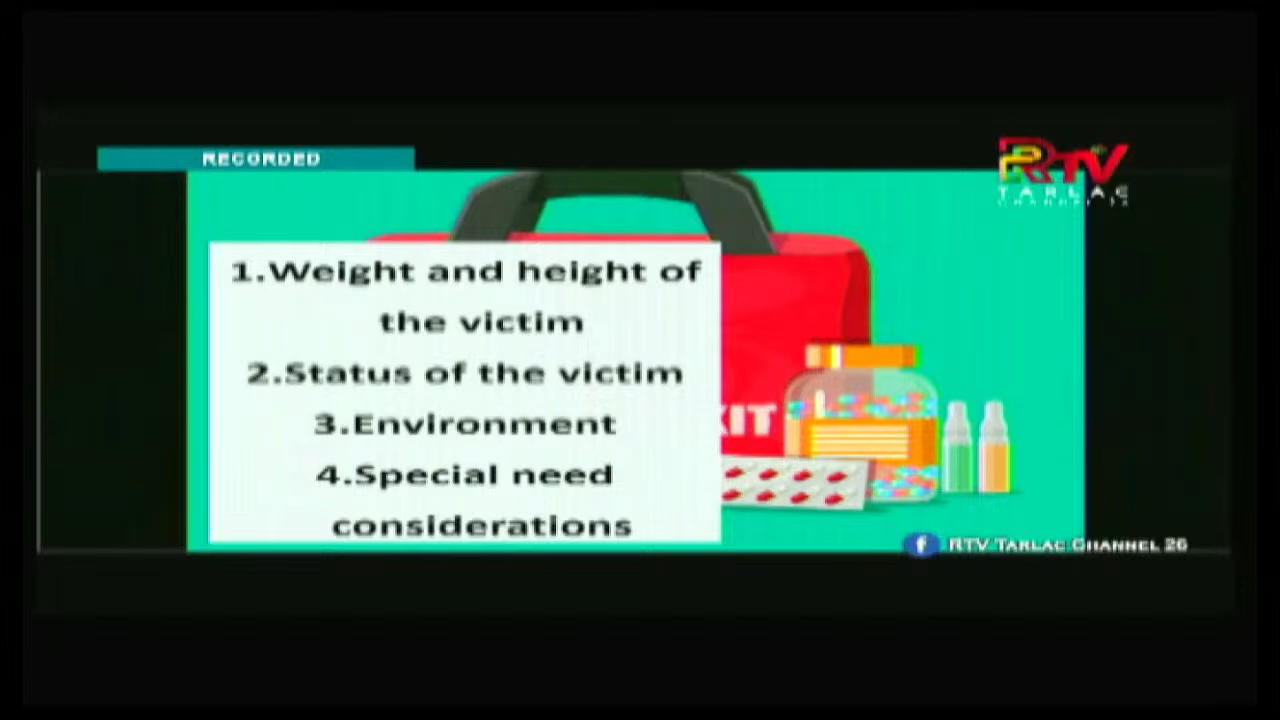 RECORDED
RTV
TARLAC
1.Weight and height of
the victim
2.Status of the victim
3.Environment
4.Special need
considerations
KIT
f RTV TARLAC CHANNEL 26